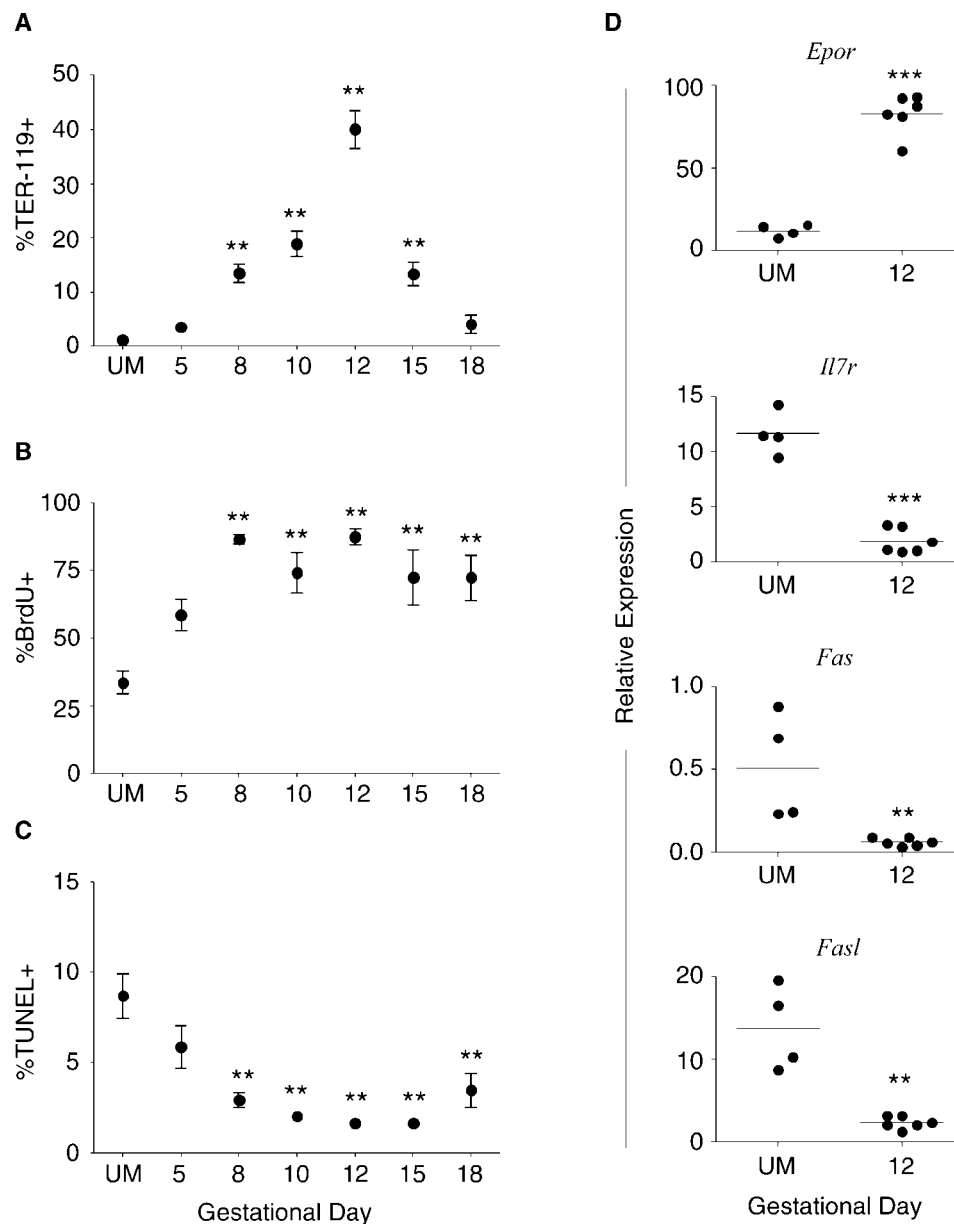 A
%TER-119+
50
40
30
20
10
0
** ** ** **
UM 5 8 10 12 15 18
B
%BrdU+
100
75
50
25
0
** ** ** ** **
UM 5 8 10 12 15 18
C
%TUNEL+
15
10
5
0
** ** ** ** **
UM 5 8 10 12 15 18
Gestational Day
D
Relative Expression
Epor
100
50
0
***
UM 12
Il7r
15
10
5
0
***
UM 12
Fas
1.0
0.5
0.0
**
UM 12
Fasl
20
10
0
**
UM 12
Gestational Day